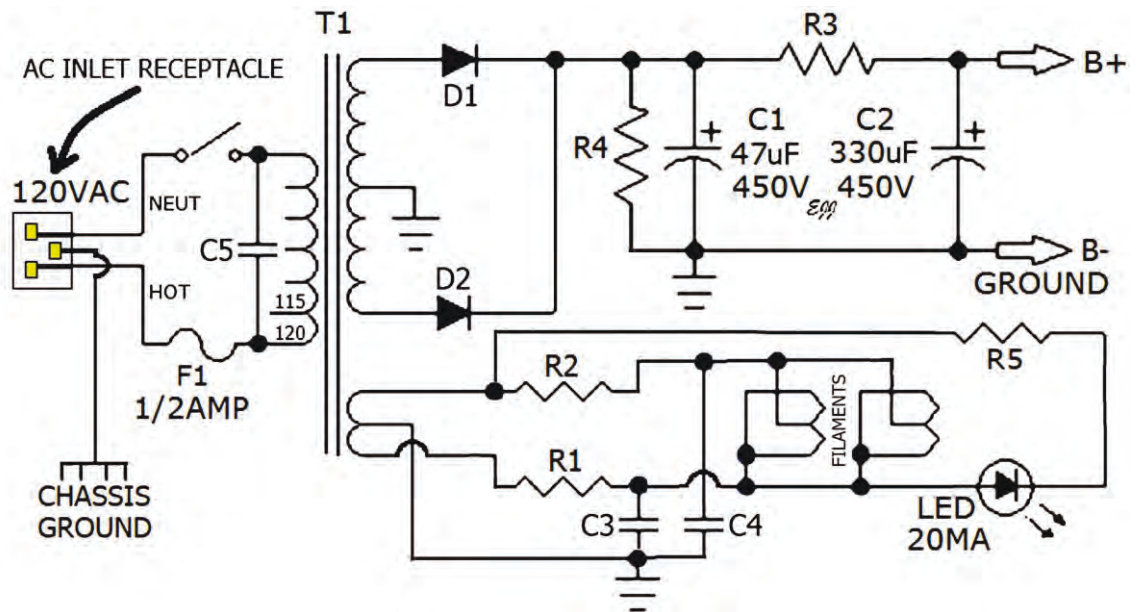 T1
AC INLET RECEPTACLE
120VAC
NEUT
HOT
C5
115
120
F1
1/2AMP
CHASSIS
GROUND
D1
D2
R3
R4
C1
47uF
450V
C2
330uF
450V
B+
B-
GROUND
R2
R5
R1
FILAMENTS
C3
C4
LED
20MA